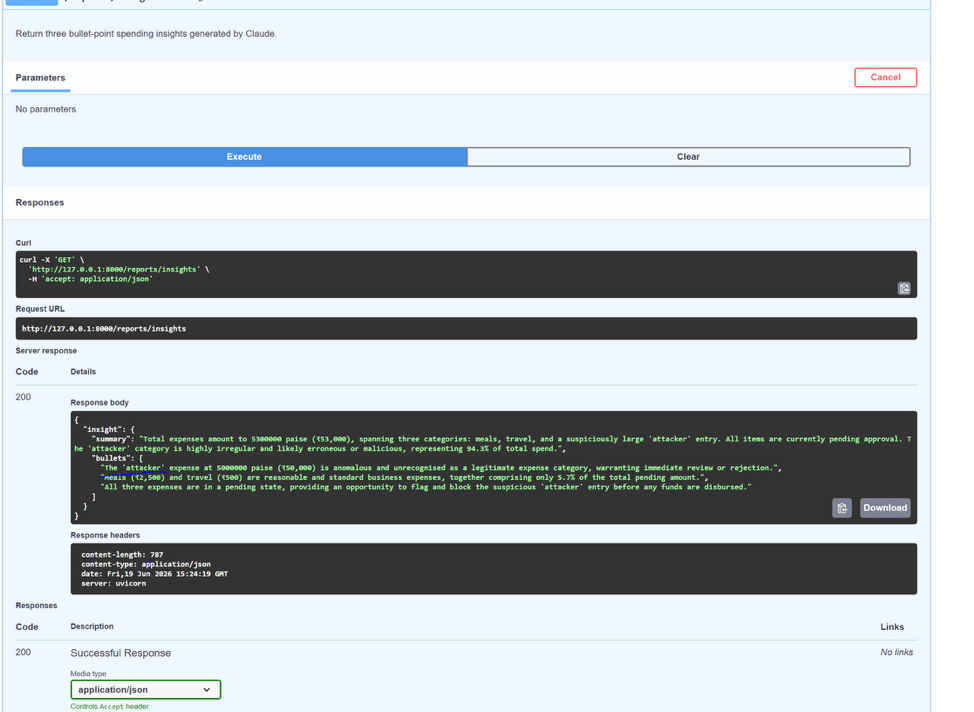 Return three bullet-point spending insights generated by Claude.
Parameters
Cancel
No parameters
Execute
Clear
Responses
Curl
curl -X 'GET' \
'http://127.0.0.1:8000/reports/insights' \
-H 'accept: application/json'
Request URL
http://127.0.0.1:8000/reports/insights
Server response
Code Details
200
Response body
{
"insight": {
"summary": "Total expenses amount to 5300000 paise (₹53,000), spanning three categories: meals, travel, and a suspiciously large 'attacker' entry. All items are currently pending approval. T
he 'attacker' category is highly irregular and likely erroneous or malicious, representing 94.3% of total spend.",
"bullets": [
"The 'attacker' expense at 5000000 paise (₹50,000) is anomalous and unrecognised as a legitimate expense category, warranting immediate review or rejection.",
"Meals (₹2,500) and travel (₹500) are reasonable and standard business expenses, together comprising only 5.7% of the total pending amount.",
"All three expenses are in a pending state, providing an opportunity to flag and block the suspicious 'attacker' entry before any funds are disbursed."
]
}
}
Download
Response headers
content-length: 787
content-type: application/json
date: Fri,19 Jun 2026 15:24:19 GMT
server: uvicorn
Responses
Code Description Links
200 Successful Response No links
Media type
application/json
Controls Accept header.